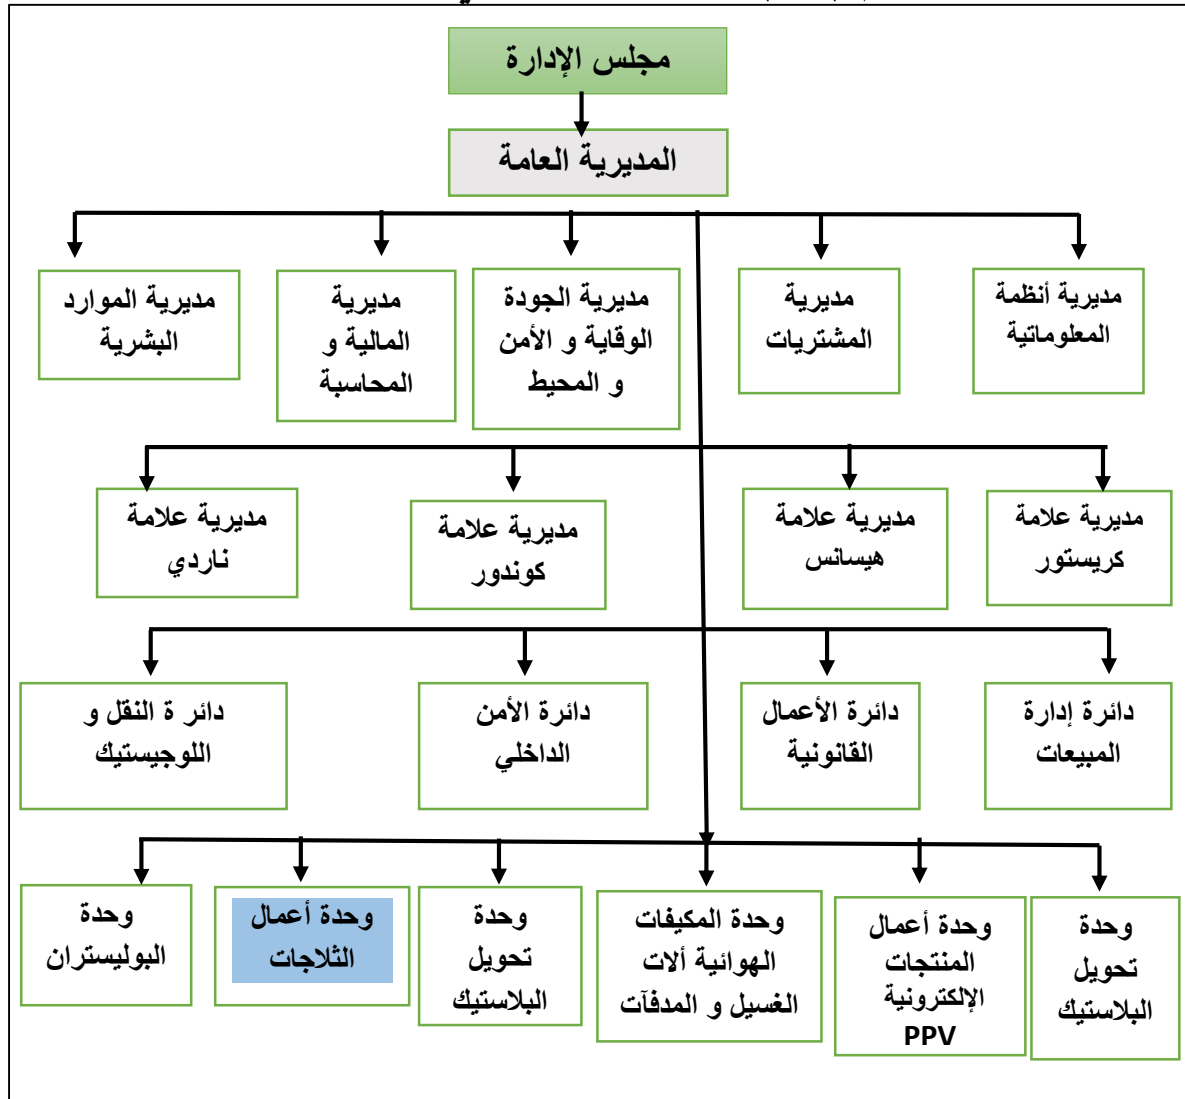 مجلس الإدارة
المديرية العامة
مديرية أنظمة
المعلوماتية
مديرية
المشتريات
مديرية الجودة
الوقاية و الأمن
و المحيط
مديرية
المالية و
المحاسبة
مديرية الموارد
البشرية
مديرية علامة
كريستور
مديرية علامة
هيسانس
مديرية علامة
كوندور
مديرية علامة
ناردي
دائرة إدارة
المبيعات
دائرة الأعمال
القانونية
دائرة الأمن
الداخلي
دائر ة النقل و
اللوجيستيك
وحدة
تحويل
البلاستيك
وحدة أعمال
المنتجات
الإلكترونية
PPV
وحدة المكيفات
الهوائية ألات
الغسيل و المدفآت
وحدة
تحويل
البلاستيك
وحدة أعمال
الثلاجات
وحدة
البوليستران